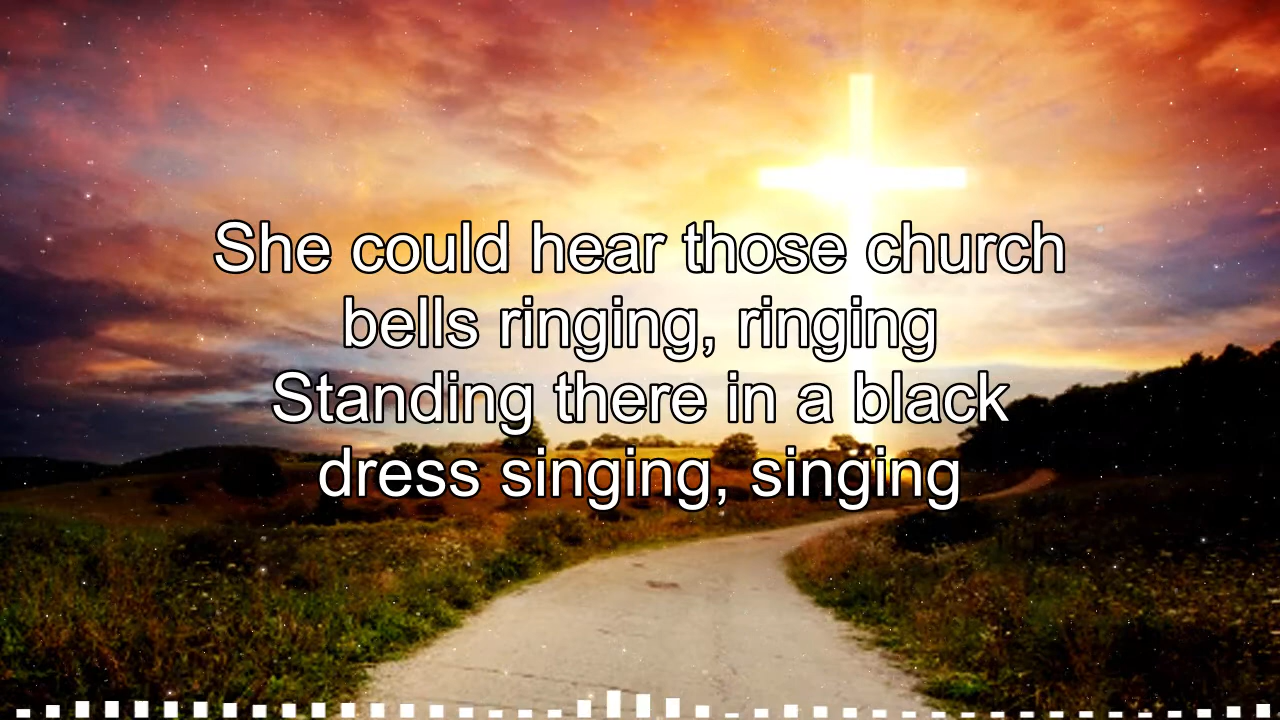 She could hear those church
bells ringing, ringing
Standing there in a black
dress singing, singing